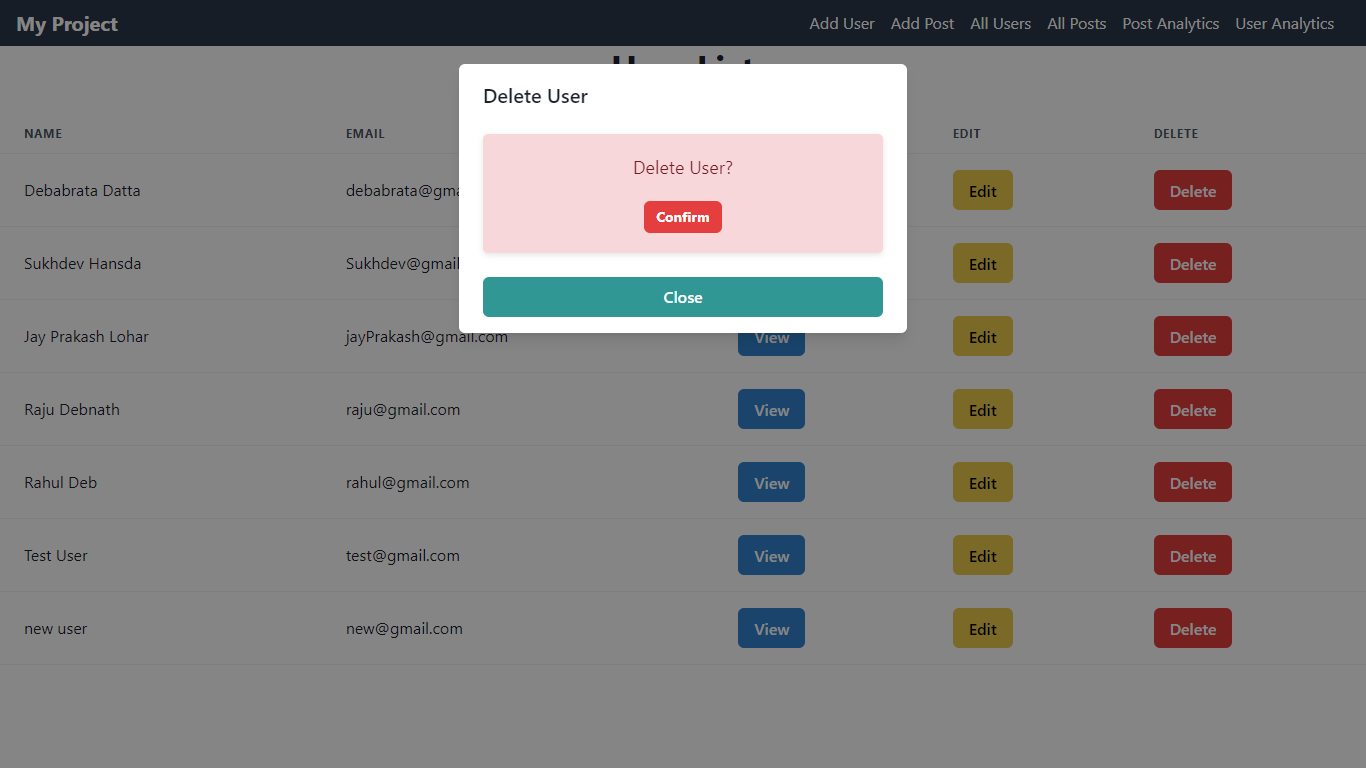 My Project Add User Add Post All Users All Posts Post Analytics User Analytics
Delete User
Delete User?
Confirm
Close
NAME EMAIL EDIT DELETE
Debabrata Datta debabrata@gma Edit Delete
Sukhdev Hansda Sukhdev@gmail Edit Delete
Jay Prakash Lohar jayPrakash@gmail.com View Edit Delete
Raju Debnath raju@gmail.com View Edit Delete
Rahul Deb rahul@gmail.com View Edit Delete
Test User test@gmail.com View Edit Delete
new user new@gmail.com View Edit Delete